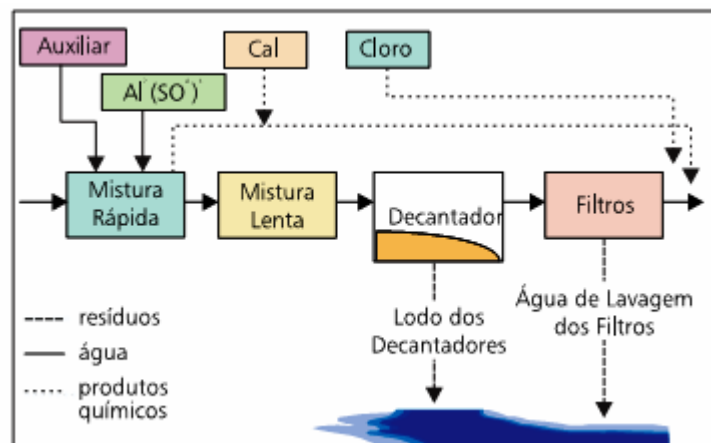 Auxiliar
Cal
Cloro
Al'(SO')'
Mistura
Rápida
Mistura
Lenta
Decantador
Filtros
Lodo dos
Decantadores
Água de Lavagem
dos Filtros
resíduos
água
produtos
químicos